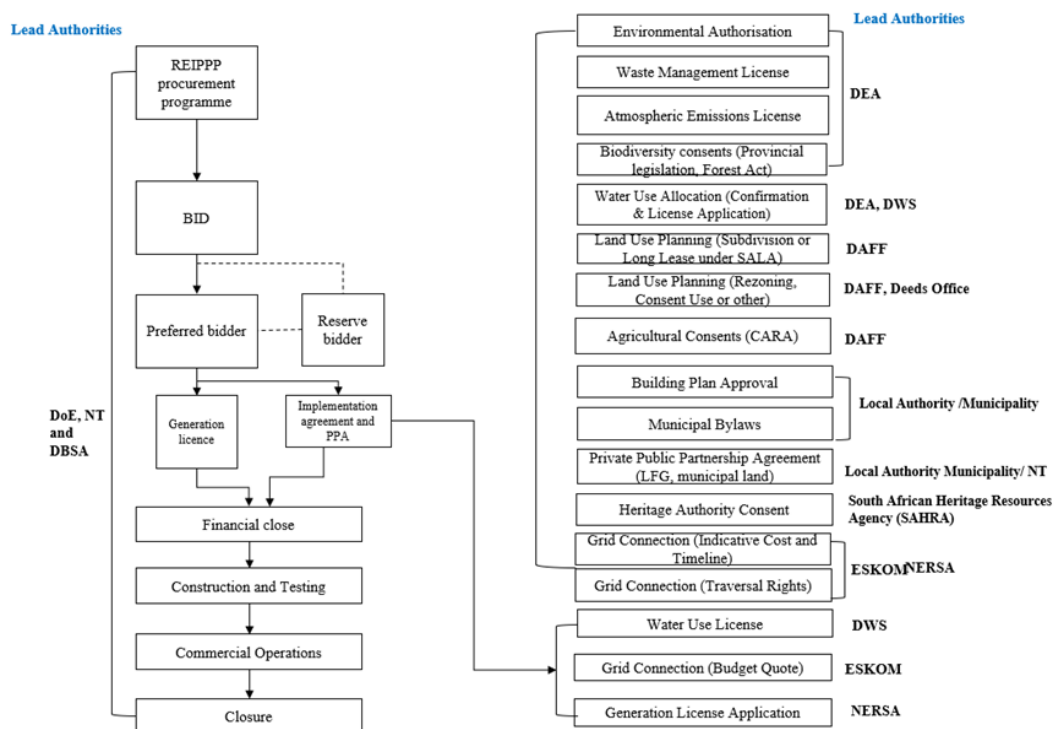 Lead Authorities
REIPPP
procurement
programme
BID
Preferred bidder
Reserve
bidder
Generation
licence
Implementation
agreement and
PPA
DoE, NT
and
DBSA
Financial close
Construction and Testing
Commercial Operations
Closure
Lead Authorities
Environmental Authorisation
Waste Management License
Atmospheric Emissions License
Biodiversity consents (Provincial
legislation, Forest Act)
DEA
Water Use Allocation (Confirmation
& License Application)
DEA, DWS
Land Use Planning (Subdivision or
Long Lease under SALA)
DAFF
Land Use Planning (Rezoning,
Consent Use or other)
DAFF, Deeds Office
Agricultural Consents (CARA)
DAFF
Building Plan Approval
Municipal Bylaws
Local Authority /Municipality
Private Public Partnership Agreement
(LFG, municipal land)
Local Authority Municipality/ NT
Heritage Authority Consent
South African Heritage Resources
Agency (SAHRA)
Grid Connection (Indicative Cost and
Timeline)
Grid Connection (Traversal Rights)
ESKOM NERSA
Water Use License
DWS
Grid Connection (Budget Quote)
ESKOM
Generation License Application
NERSA